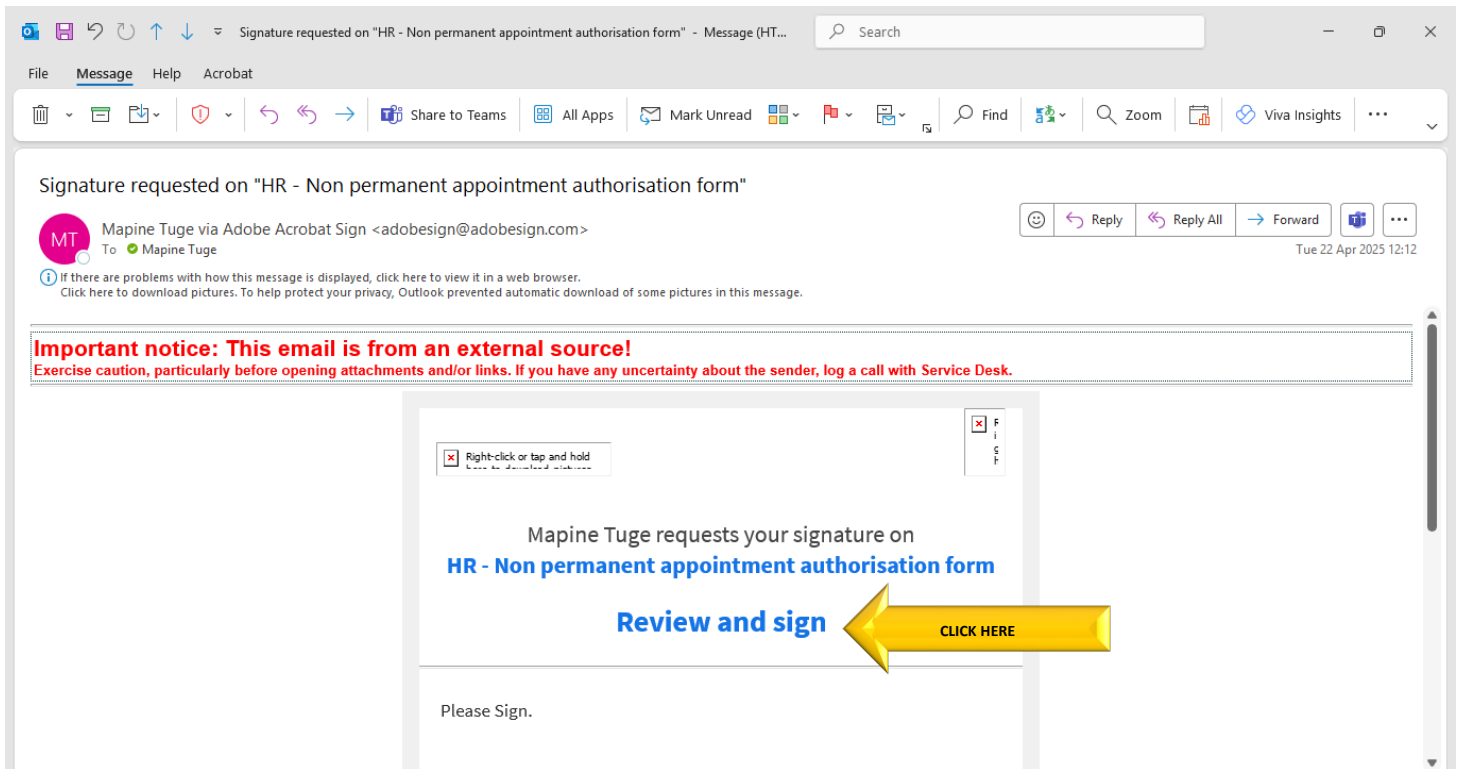 Signature requested on "HR - Non permanent appointment authorisation form" - Message (HT...
Search
File Message Help Acrobat
Share to Teams All Apps Mark Unread Find Zoom Viva Insights
Signature requested on "HR - Non permanent appointment authorisation form"
MT
Mapine Tuge via Adobe Acrobat Sign <adobesign@adobesign.com>
To Mapine Tuge
Reply Reply All Forward
Tue 22 Apr 2025 12:12
If there are problems with how this message is displayed, click here to view it in a web browser.
Click here to download pictures. To help protect your privacy, Outlook prevented automatic download of some pictures in this message.
Important notice: This email is from an external source!
Exercise caution, particularly before opening attachments and/or links. If you have any uncertainty about the sender, log a call with Service Desk.
Right-click or tap and hold
Mapine Tuge requests your signature on
HR - Non permanent appointment authorisation form
Review and sign
CLICK HERE
Please Sign.